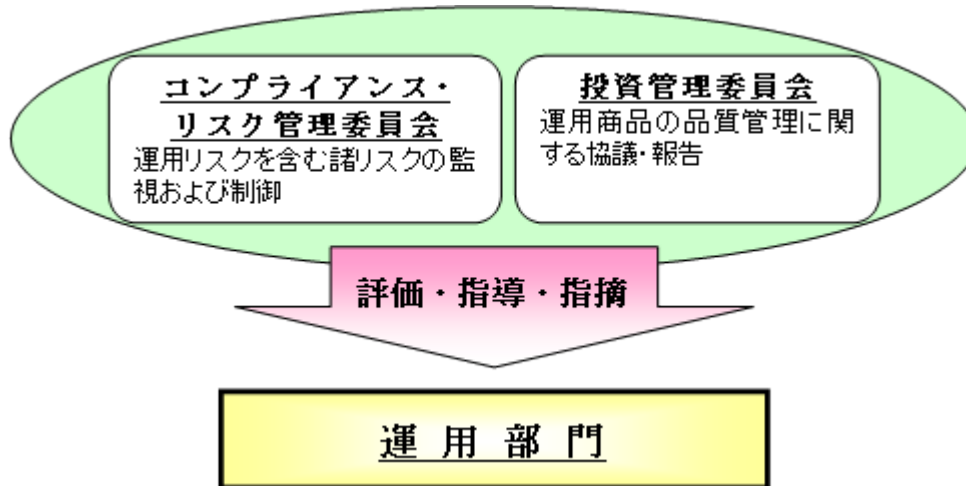 コンプライアンス・
リスク管理委員会
運用リスクを含む諸リスクの監
視および制御
投資管理委員会
運用商品の品質管理に関
する協議・報告
評価・指導・指摘
運用部門